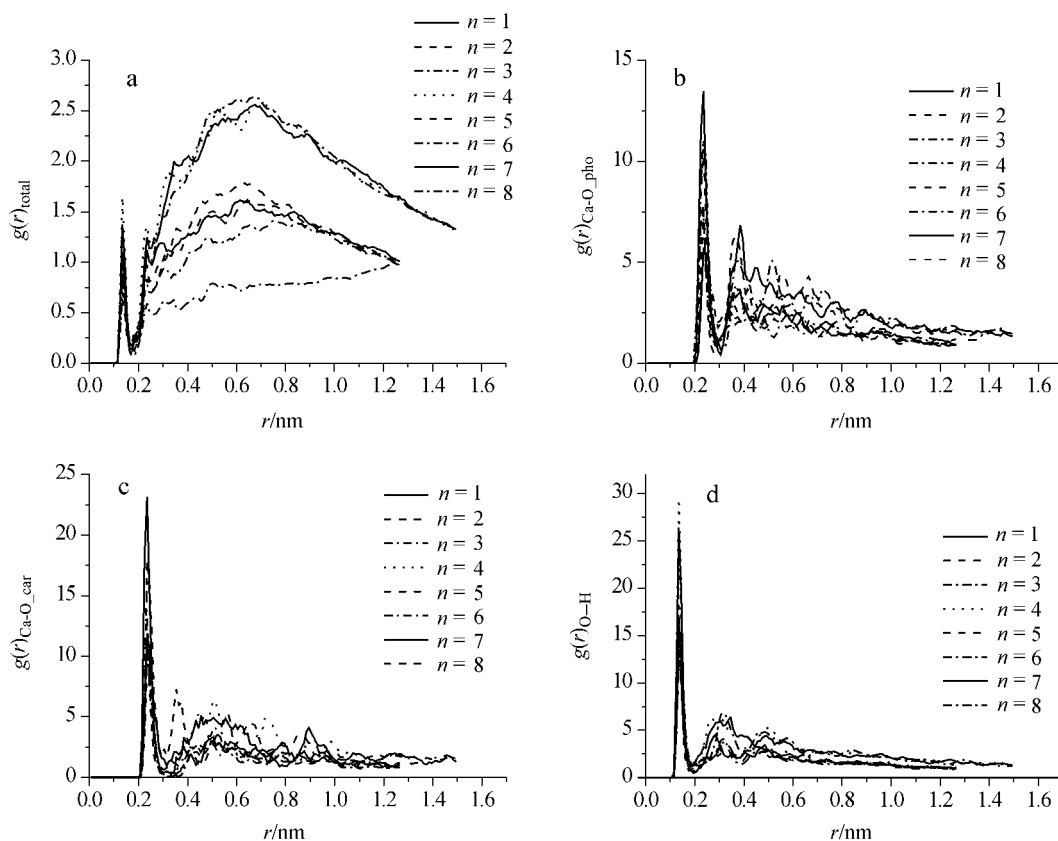 a
n = 1
n = 2
n = 3
n = 4
n = 5
n = 6
n = 7
n = 8
3.0
2.5
2.0
1.5
1.0
0.5
0.0
g(r)total
0.0 0.2 0.4 0.6 0.8 1.0 1.2 1.4 1.6
r/nm
b
n = 1
n = 2
n = 3
n = 4
n = 5
n = 6
n = 7
n = 8
15
10
5
0
g(r)Ca-O_pho
0.0 0.2 0.4 0.6 0.8 1.0 1.2 1.4 1.6
r/nm
c
n = 1
n = 2
n = 3
n = 4
n = 5
n = 6
n = 7
n = 8
25
20
15
10
5
0
g(r)Ca-O_car
0.0 0.2 0.4 0.6 0.8 1.0 1.2 1.4 1.6
r/nm
d
n = 1
n = 2
n = 3
n = 4
n = 5
n = 6
n = 7
n = 8
30
25
20
15
10
5
0
g(r)O–H
0.0 0.2 0.4 0.6 0.8 1.0 1.2 1.4 1.6
r/nm